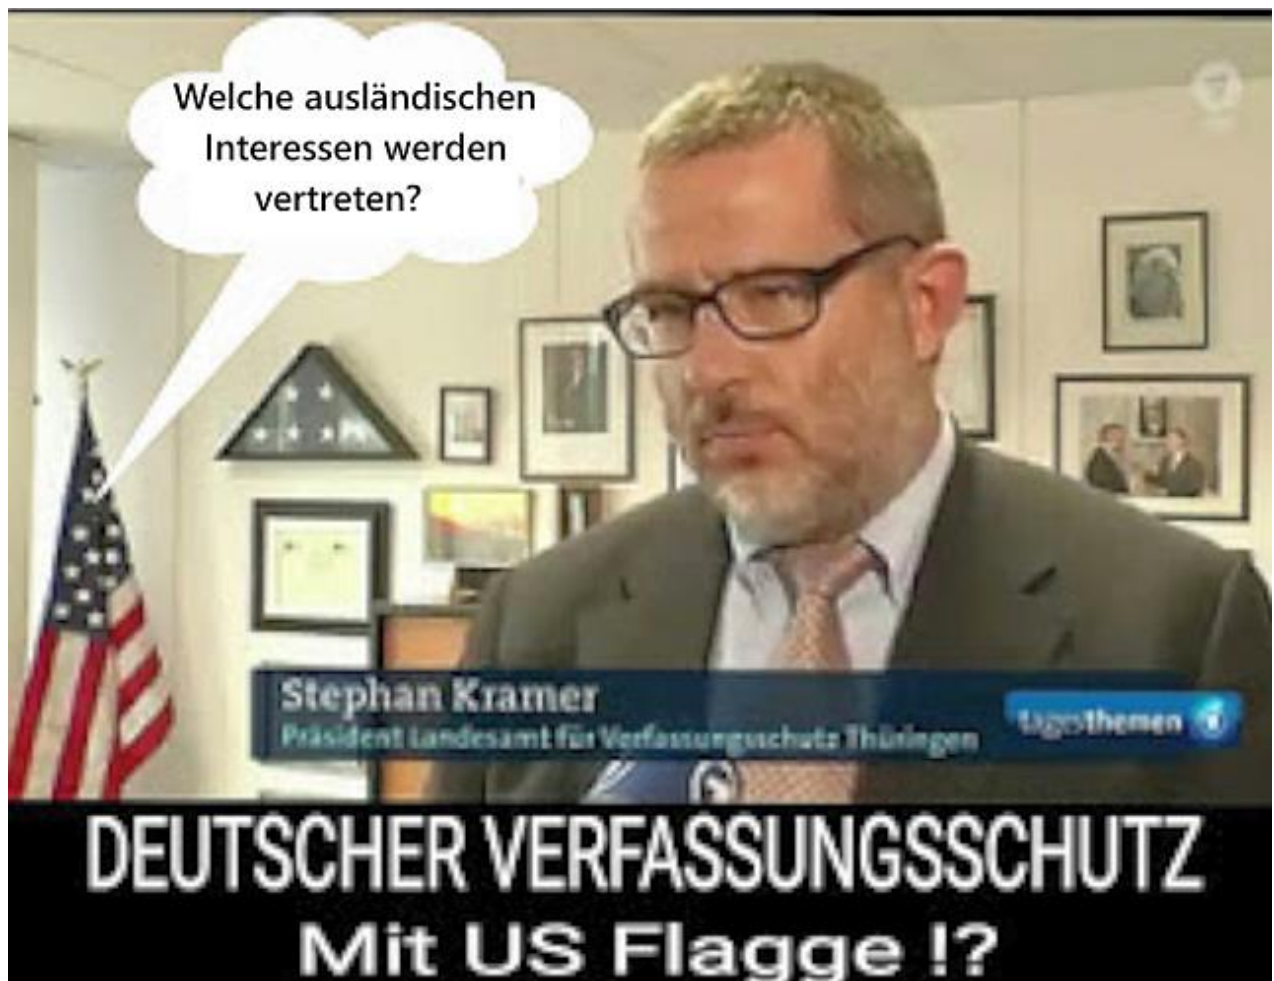 Welche ausländischen
Interessen werden
vertreten?
Stephan Kramer
Präsident Landesamt für Verfassungsschutz Thüringen
tagesthemen
DEUTSCHER VERFASSUNGSSCHUTZ
Mit US Flagge !?